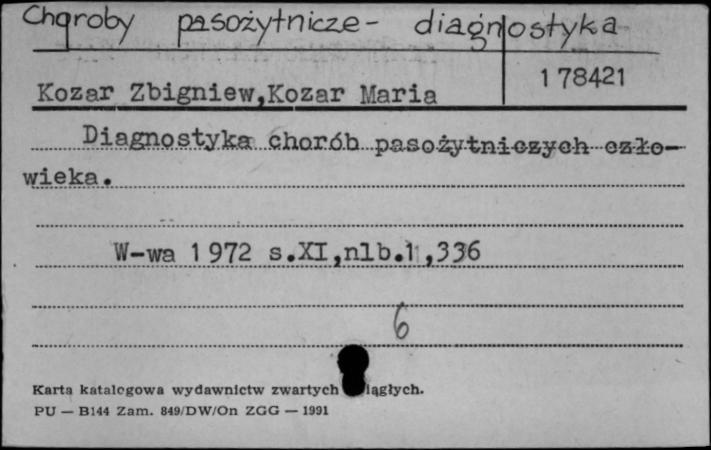 Choroby pasożytnicze - diagnostyka
178421
Kozar Zbigniew,Kozar Maria
Diagnostyka chorób pasożytniczych czło-
wieka.
W-wa 1972 s.XI,nlb.1,336
6
Karta katalogowa wydawnictw zwartych iągłych.
PU — B144 Zam. 849/DW/On ZGG — 1991